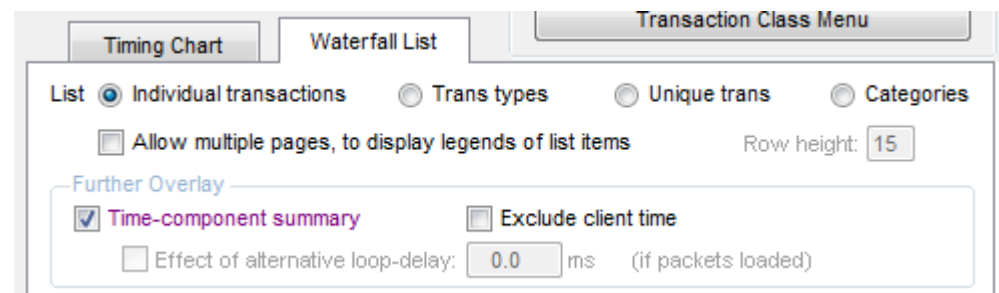 Transaction Class Menu
Timing Chart Waterfall List
List Individual transactions Trans types Unique trans Categories
Allow multiple pages, to display legends of list items Row height: 15
Further Overlay
Time-component summary Exclude client time
Effect of alternative loop-delay: 0.0 ms (if packets loaded)